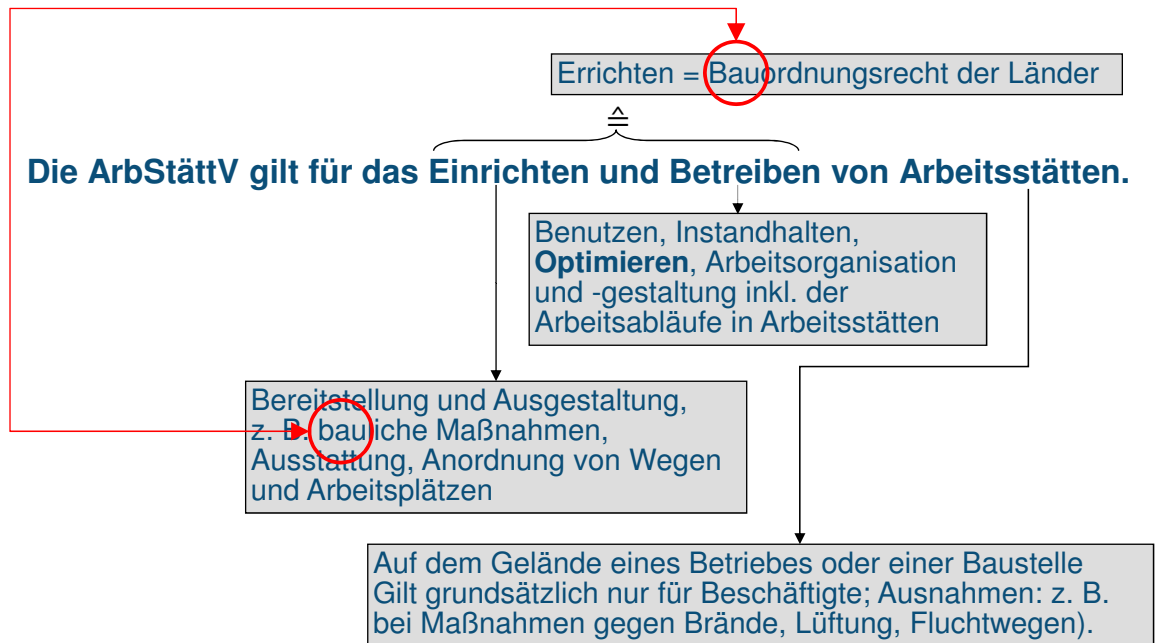 Errichten = Bauordnungsrecht der Länder
≙
Die ArbStättV gilt für das Einrichten und Betreiben von Arbeitsstätten.
Benutzen, Instandhalten,
Optimieren, Arbeitsorganisation
und -gestaltung inkl. der
Arbeitsabläufe in Arbeitsstätten
Bereitstellung und Ausgestaltung,
z. B. bauliche Maßnahmen,
Ausstattung, Anordnung von Wegen
und Arbeitsplätzen
Auf dem Gelände eines Betriebes oder einer Baustelle
Gilt grundsätzlich nur für Beschäftigte; Ausnahmen: z. B.
bei Maßnahmen gegen Brände, Lüftung, Fluchtwegen).